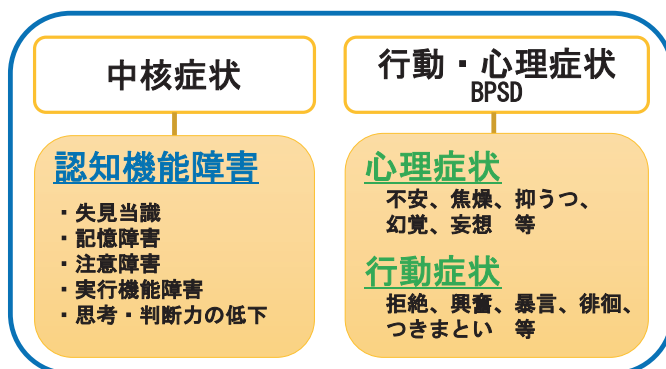 中核症状
認知機能障害
・失見当識
・記憶障害
・注意障害
・実行機能障害
・思考・判断力の低下
行動・心理症状
BPSD
心理症状
不安、焦燥、抑うつ、
幻覚、妄想　等
行動症状
拒絶、興奮、暴言、徘徊、
つきまとい　等